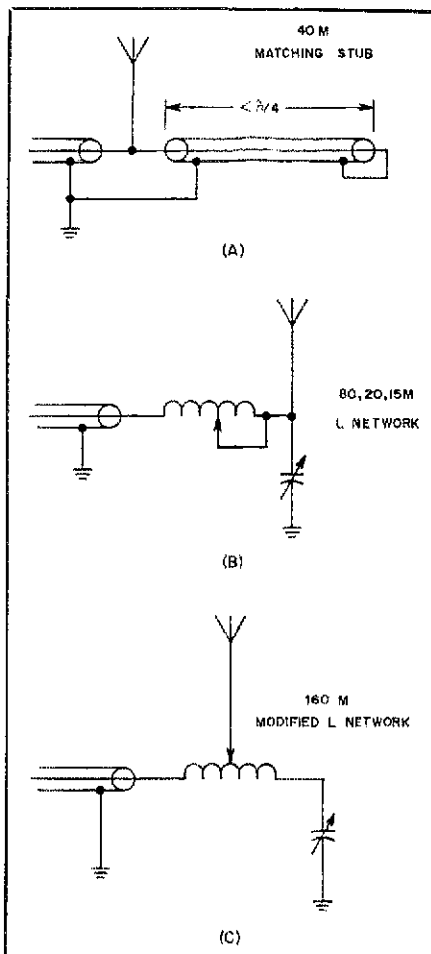 40 M
MATCHING STUB
< λ/4
(A)
80, 20, 15M
L NETWORK
(B)
160 M
MODIFIED L NETWORK
(C)